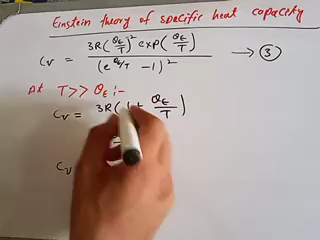 Einstein theory of specific heat capacity
Cv = 3R(θE/T)² exp(θE/T) / (e^θE/T − 1)² → ③
At T>> θE :-
Cv = 3R(1+ θE/T)
Cv